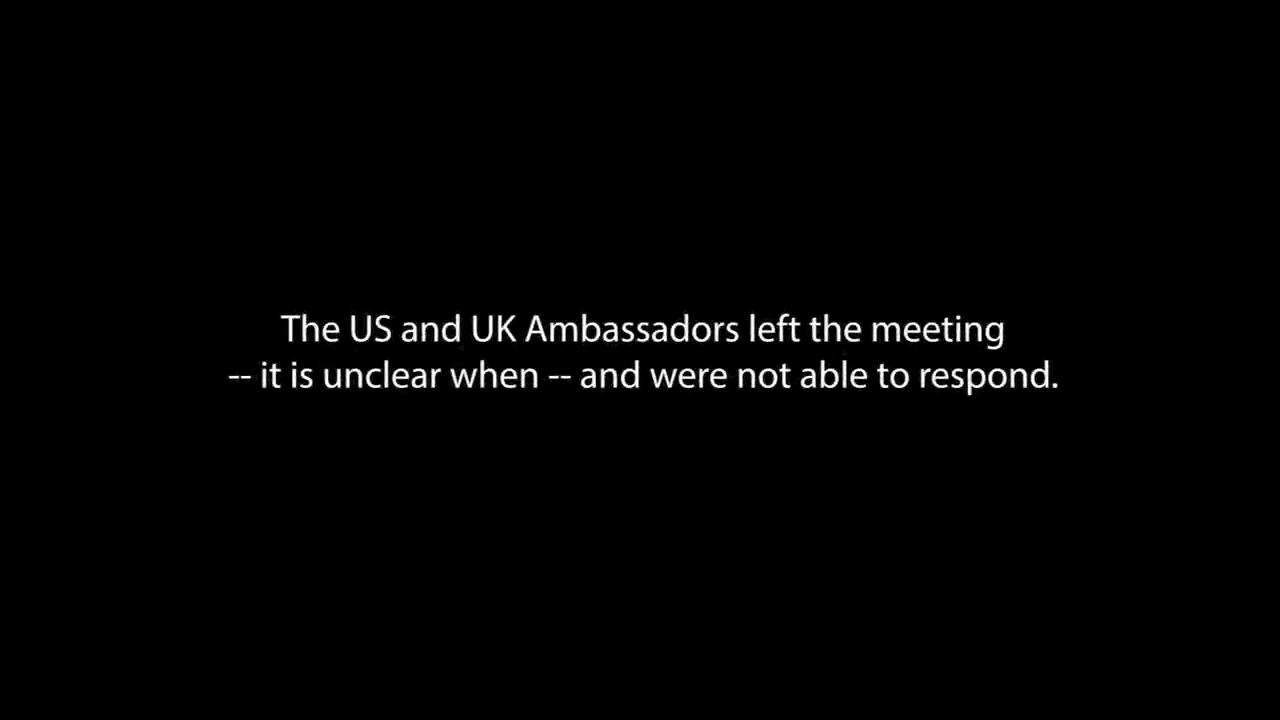 The US and UK Ambassadors left the meeting
-- it is unclear when -- and were not able to respond.